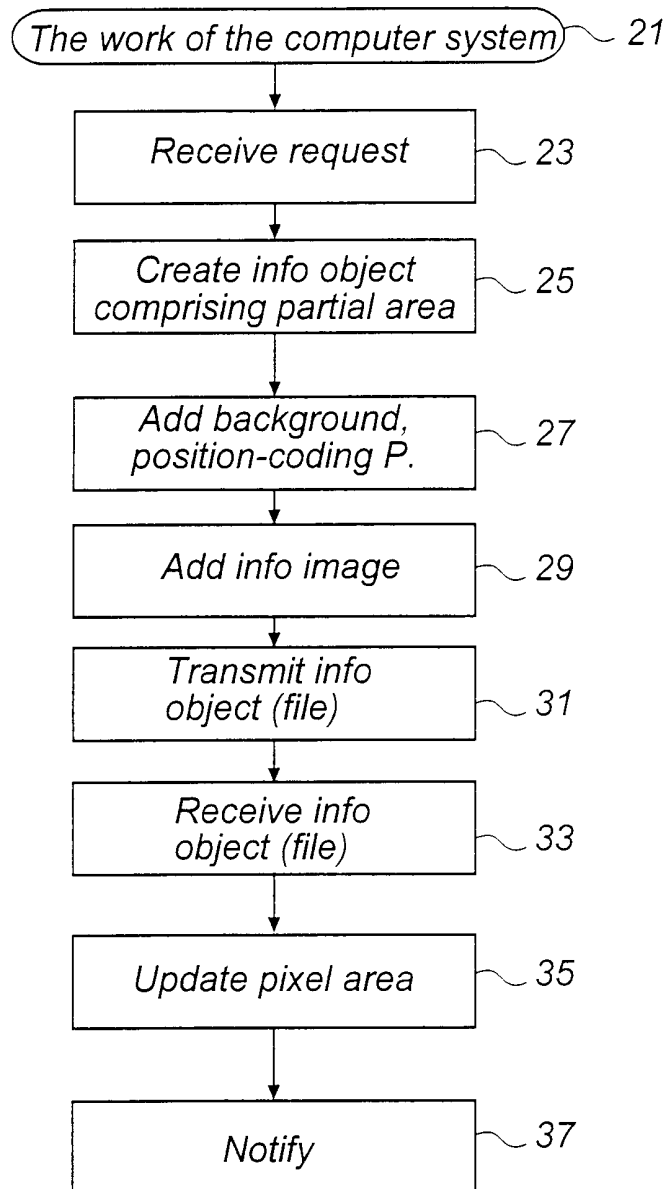 The work of the computer system 21
Receive request 23
Create info object
comprising partial area 25
Add background,
position-coding P. 27
Add info image 29
Transmit info
object (file) 31
Receive info
object (file) 33
Update pixel area 35
Notify 37